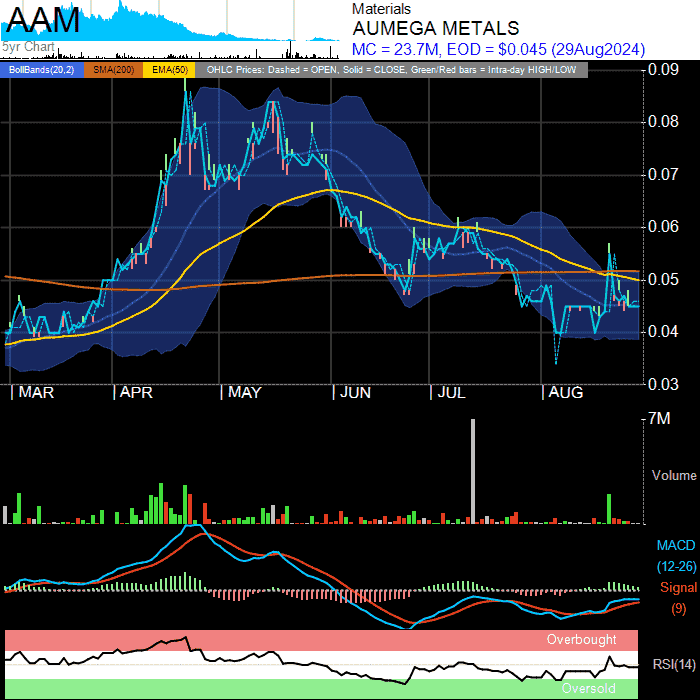 AAM
5yr Chart
Materials
AUMEGA METALS
MC = 23.7M, EOD = $0.045 (29Aug2024)
BollBands(20,2) SMA(200) EMA(50) OHLC Prices: Dashed = OPEN, Solid = CLOSE, Green/Red bars = Intra-day HIGH/LOW
0.09
0.08
0.07
0.06
0.05
0.04
0.03
MAR APR MAY JUN JUL AUG
7M
Volume
MACD
(12-26)
Signal
(9)
Overbought
RSI(14)
Oversold